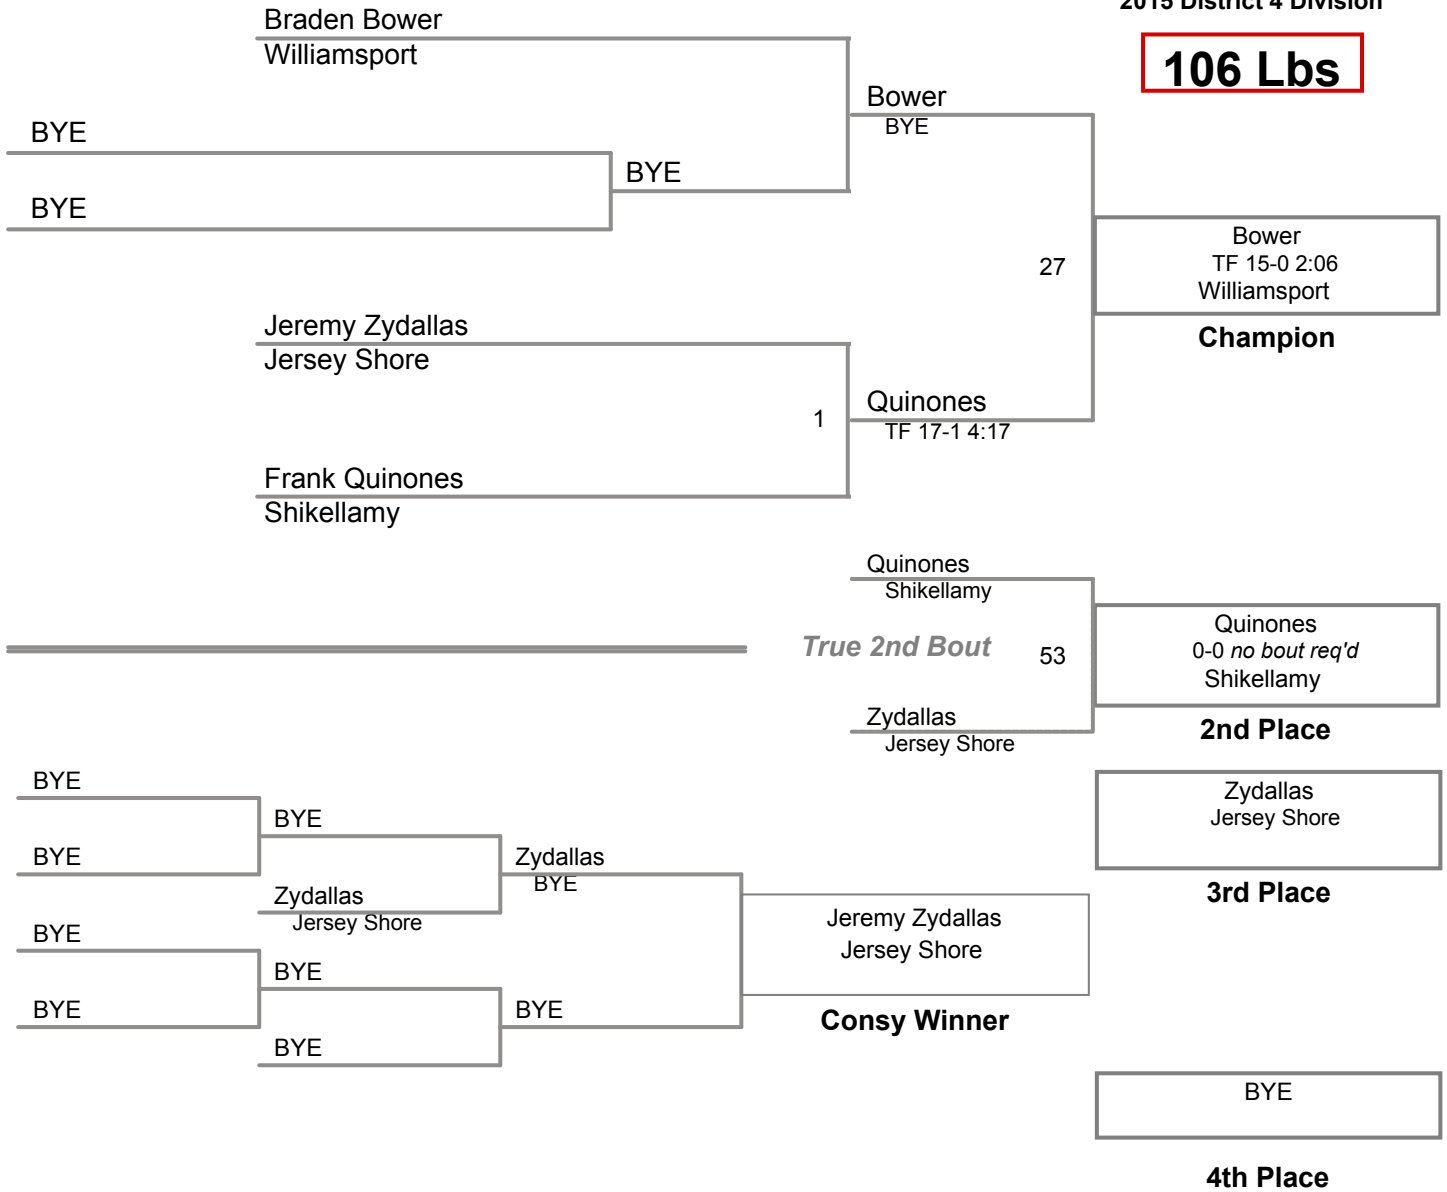 2015 District 4 Division
106 Lbs
Braden Bower
Williamsport
Bower
BYE
BYE
BYE
BYE
27
Bower
TF 15-0 2:06
Williamsport
Champion
Jeremy Zydallas
Jersey Shore
1
Quinones
TF 17-1 4:17
Frank Quinones
Shikellamy
Quinones
Shikellamy
True 2nd Bout
53
Quinones
0-0 no bout req'd
Shikellamy
2nd Place
Zydallas
Jersey Shore
BYE
BYE
BYE
Zydallas
Jersey Shore
Zydallas
BYE
Zydallas
Jersey Shore
3rd Place
BYE
BYE
BYE
BYE
BYE
Jeremy Zydallas
Jersey Shore
Consy Winner
BYE
4th Place